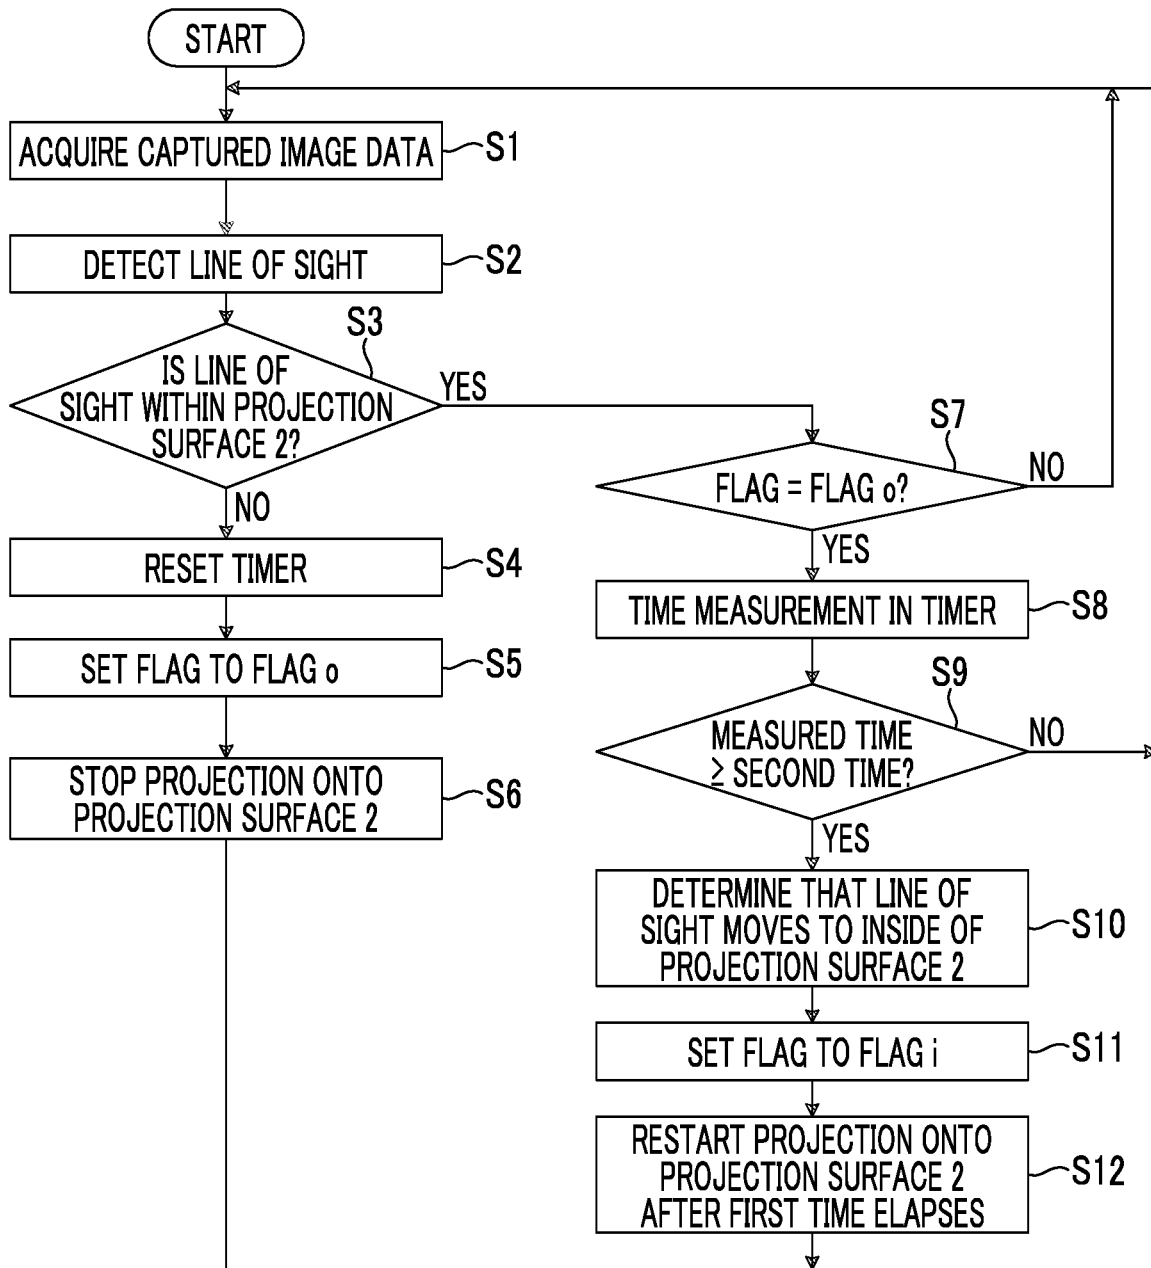 START
ACQUIRE CAPTURED IMAGE DATA
S1
DETECT LINE OF SIGHT
S2
S3
IS LINE OF
SIGHT WITHIN PROJECTION
SURFACE 2?
YES
NO
RESET TIMER
S4
SET FLAG TO FLAG o
S5
STOP PROJECTION ONTO
PROJECTION SURFACE 2
S6
S7
FLAG = FLAG o?
NO
YES
TIME MEASUREMENT IN TIMER
S8
S9
MEASURED TIME
≥ SECOND TIME?
NO
YES
DETERMINE THAT LINE OF
SIGHT MOVES TO INSIDE OF
PROJECTION SURFACE 2
S10
SET FLAG TO FLAG i
S11
RESTART PROJECTION ONTO
PROJECTION SURFACE 2
AFTER FIRST TIME ELAPSES
S12